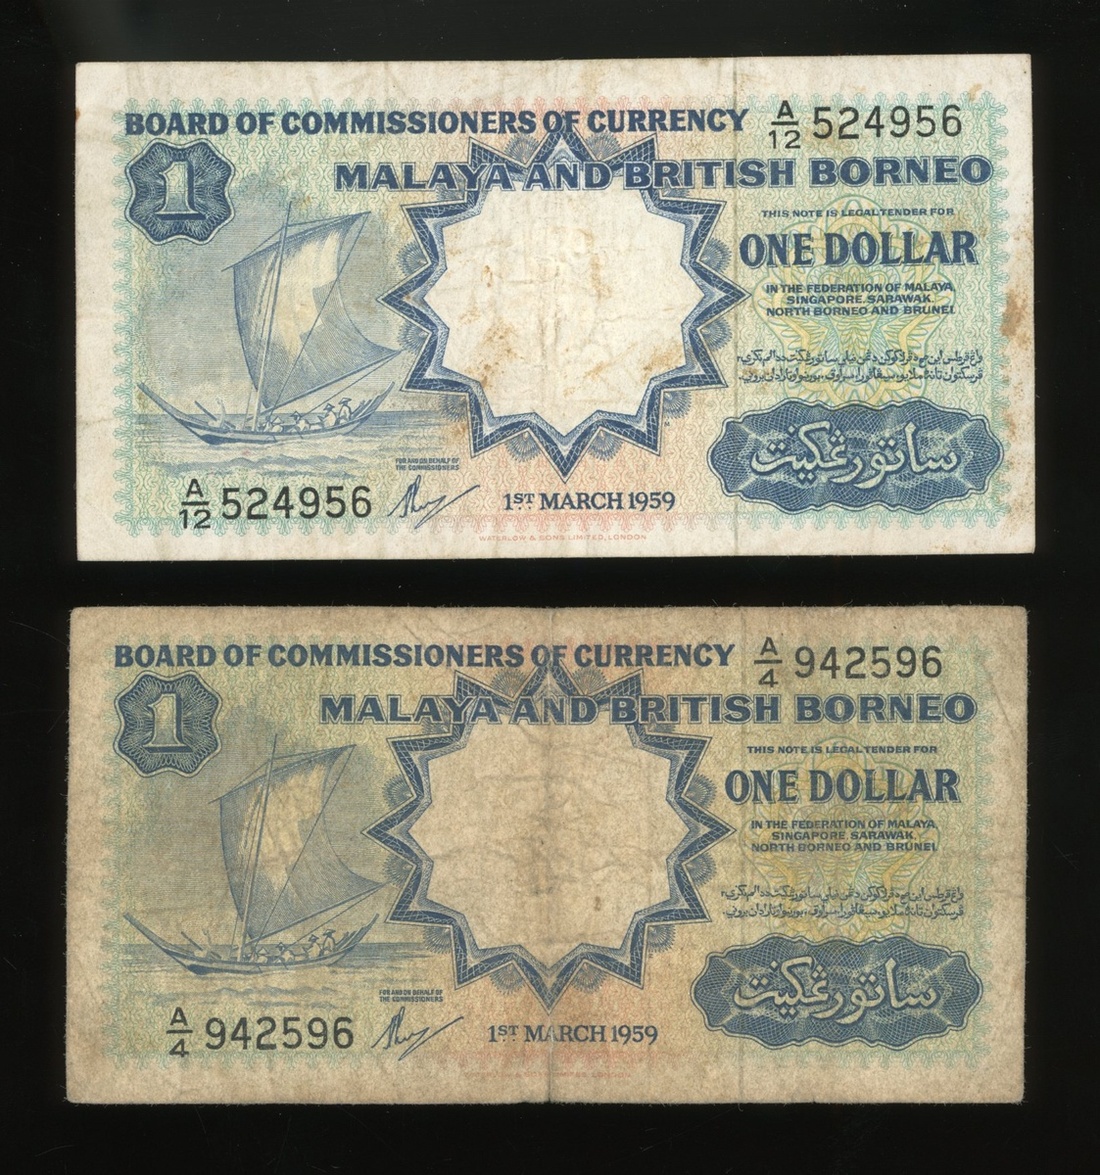 BOARD OF COMMISSIONERS OF CURRENCY A/12 524956
1
MALAYA AND BRITISH BORNEO
THIS NOTE IS LEGAL TENDER FOR
ONE DOLLAR
IN THE FEDERATION OF MALAYA,
SINGAPORE, SARAWAK,
NORTH BORNEO AND BRUNEI.
ساتورڠݢيت
FOR AND ON BEHALF OF
THE COMMISSIONERS
A/12 524956
1ST MARCH 1959
WATERLOW & SONS LIMITED, LONDON
BOARD OF COMMISSIONERS OF CURRENCY A/4 942596
1
MALAYA AND BRITISH BORNEO
THIS NOTE IS LEGAL TENDER FOR
ONE DOLLAR
IN THE FEDERATION OF MALAYA,
SINGAPORE, SARAWAK,
NORTH BORNEO AND BRUNEI.
ساتورڠݢيت
FOR AND ON BEHALF OF
THE COMMISSIONERS
A/4 942596
1ST MARCH 1959